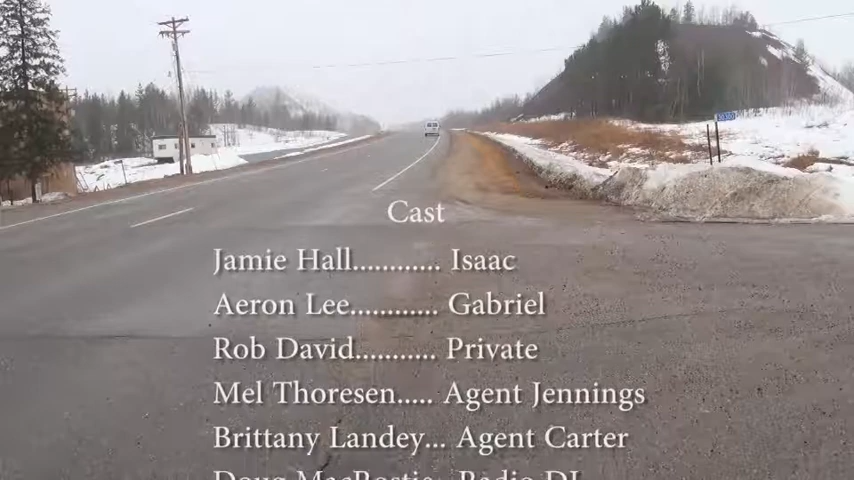 Cast
Jamie Hall............ Isaac
Aeron Lee............ Gabriel
Rob David........... Private
Mel Thoresen..... Agent Jennings
Brittany Landey... Agent Carter